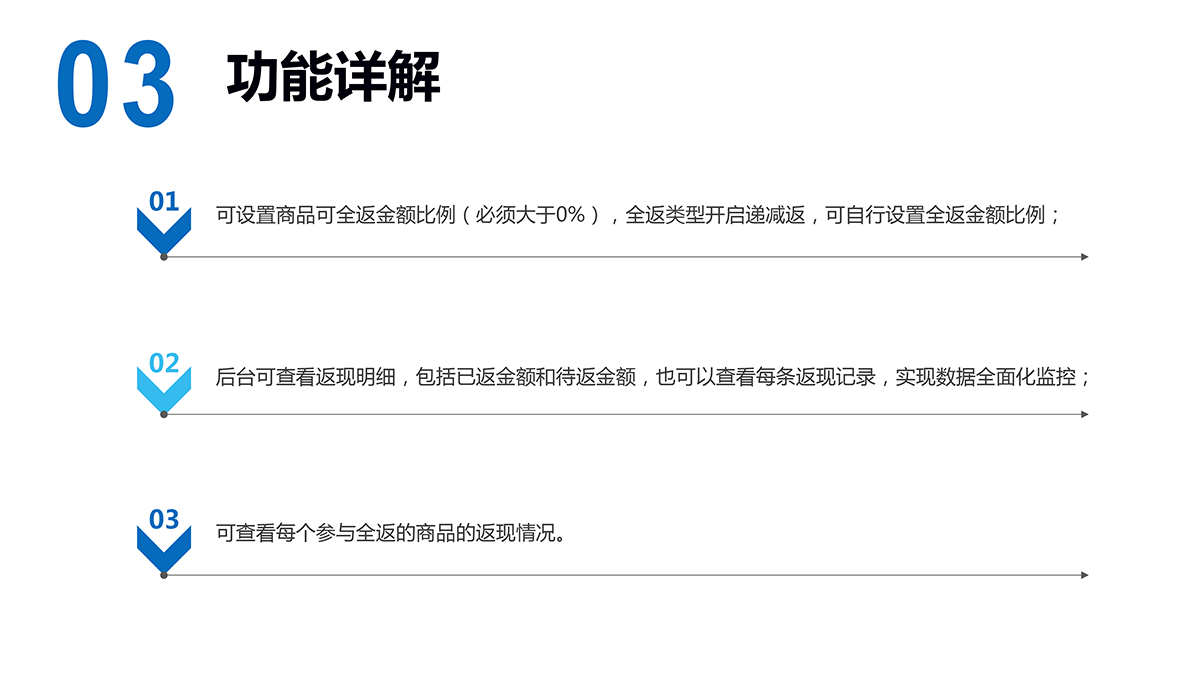 03 功能详解
01
可设置商品可全返金额比例（必须大于0%），全返类型开启递减返，可自行设置全返金额比例；
02
后台可查看返现明细，包括已返金额和待返金额，也可以查看每条返现记录，实现数据全面化监控；
03
可查看每个参与全返的商品的返现情况。